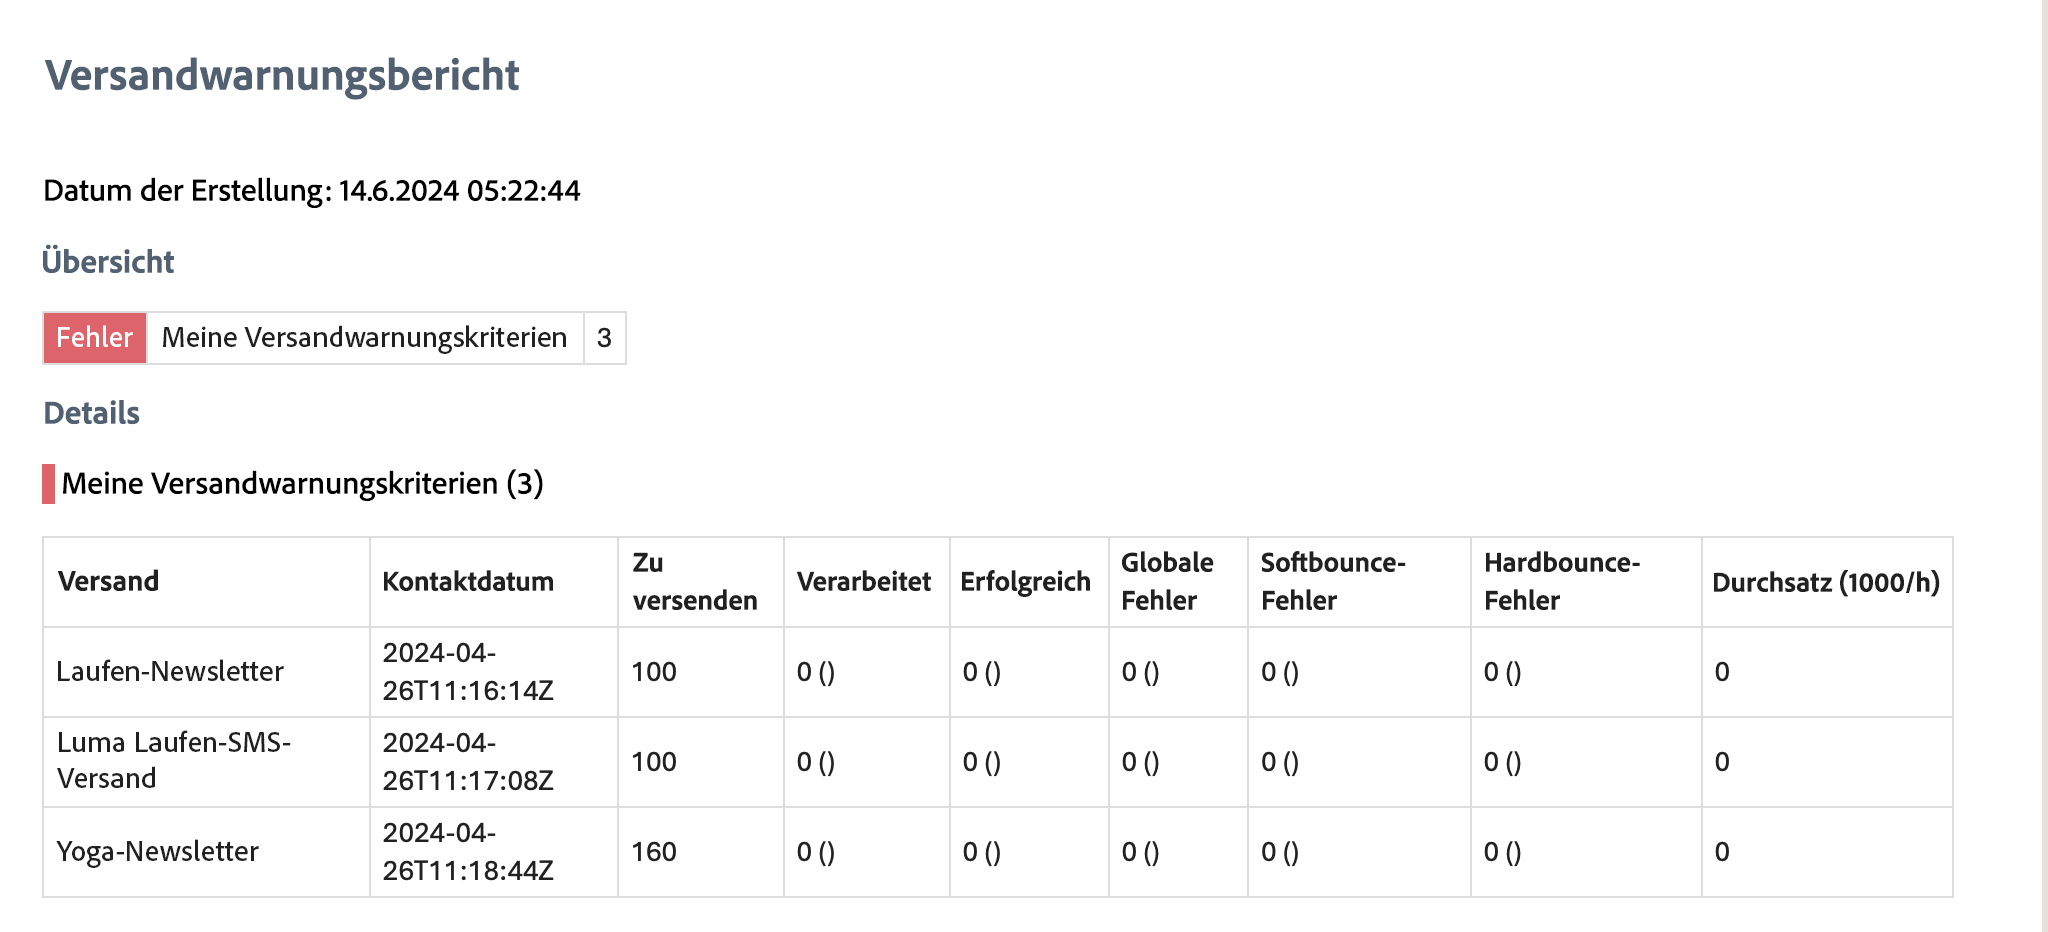 Versandwarnungsbericht
Datum der Erstellung: 14.6.2024 05:22:44
Übersicht
Fehler Meine Versandwarnungskriterien 3
Details
Meine Versandwarnungskriterien (3)
Versand Kontaktdatum Zu versenden Verarbeitet Erfolgreich Globale Fehler Softbounce-Fehler Hardbounce-Fehler Durchsatz (1000/h)
Laufen-Newsletter 2024-04-26T11:16:14Z 100 0 () 0 () 0 () 0 () 0 () 0
Luma Laufen-SMS-Versand 2024-04-26T11:17:08Z 100 0 () 0 () 0 () 0 () 0 () 0
Yoga-Newsletter 2024-04-26T11:18:44Z 160 0 () 0 () 0 () 0 () 0 () 0